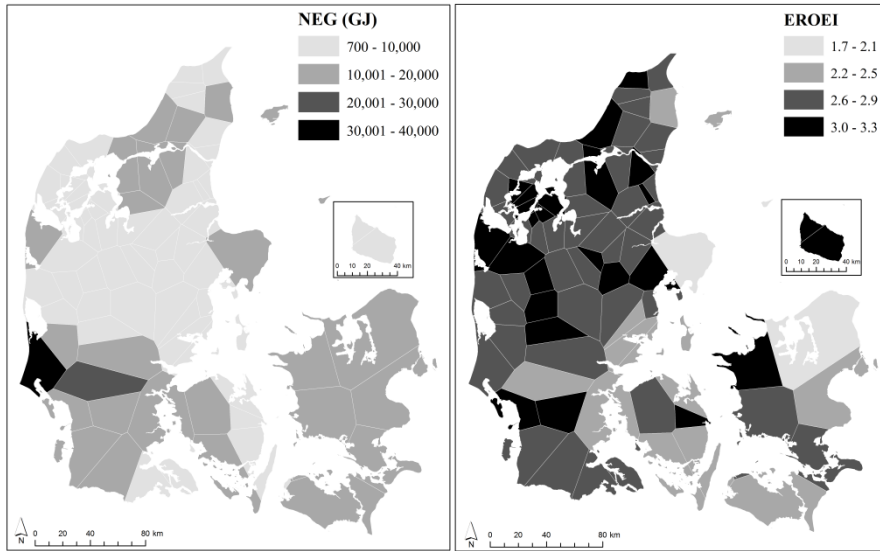 NEG (GJ)
700 - 10,000
10,001 - 20,000
20,001 - 30,000
30,001 - 40,000
0 10 20 40 km
N
0 20 40 80 km
EROEI
1.7 - 2.1
2.2 - 2.5
2.6 - 2.9
3.0 - 3.3
0 10 20 40 km
N
0 20 40 80 km